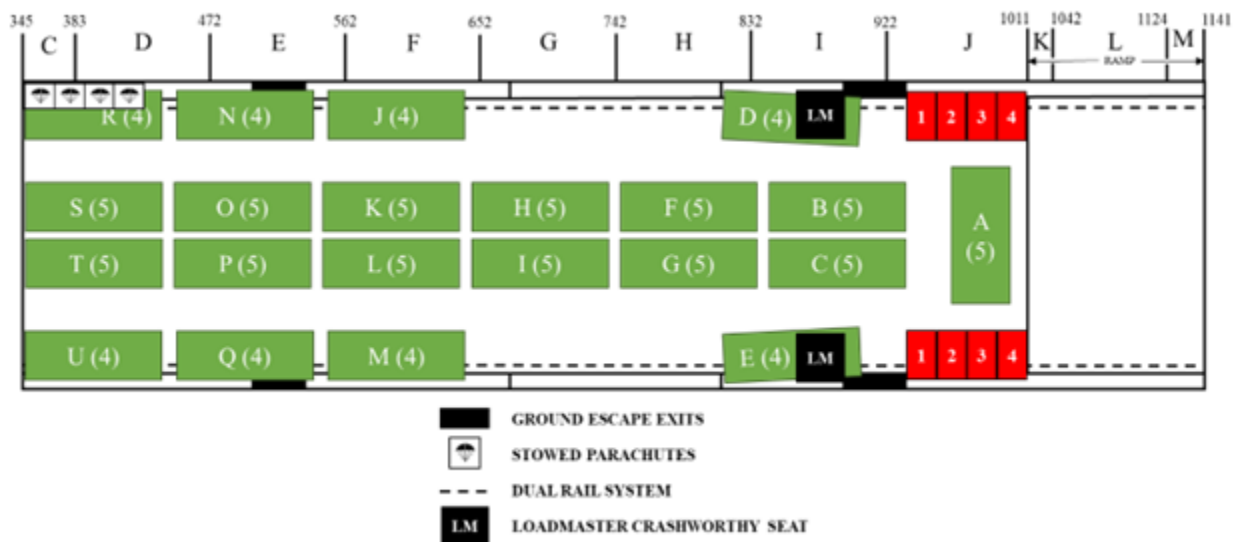 345 383 472 562 652 742 832 922 1011 1042 1124 1141
C D E F G H I J K L M
RAMP
R (4) N (4) J (4) D (4) LM 1 2 3 4
S (5) O (5) K (5) H (5) F (5) B (5) A
(5)
T (5) P (5) L (5) I (5) G (5) C (5)
U (4) Q (4) M (4) E (4) LM 1 2 3 4
GROUND ESCAPE EXITS
STOWED PARACHUTES
DUAL RAIL SYSTEM
LM LOADMASTER CRASHWORTHY SEAT